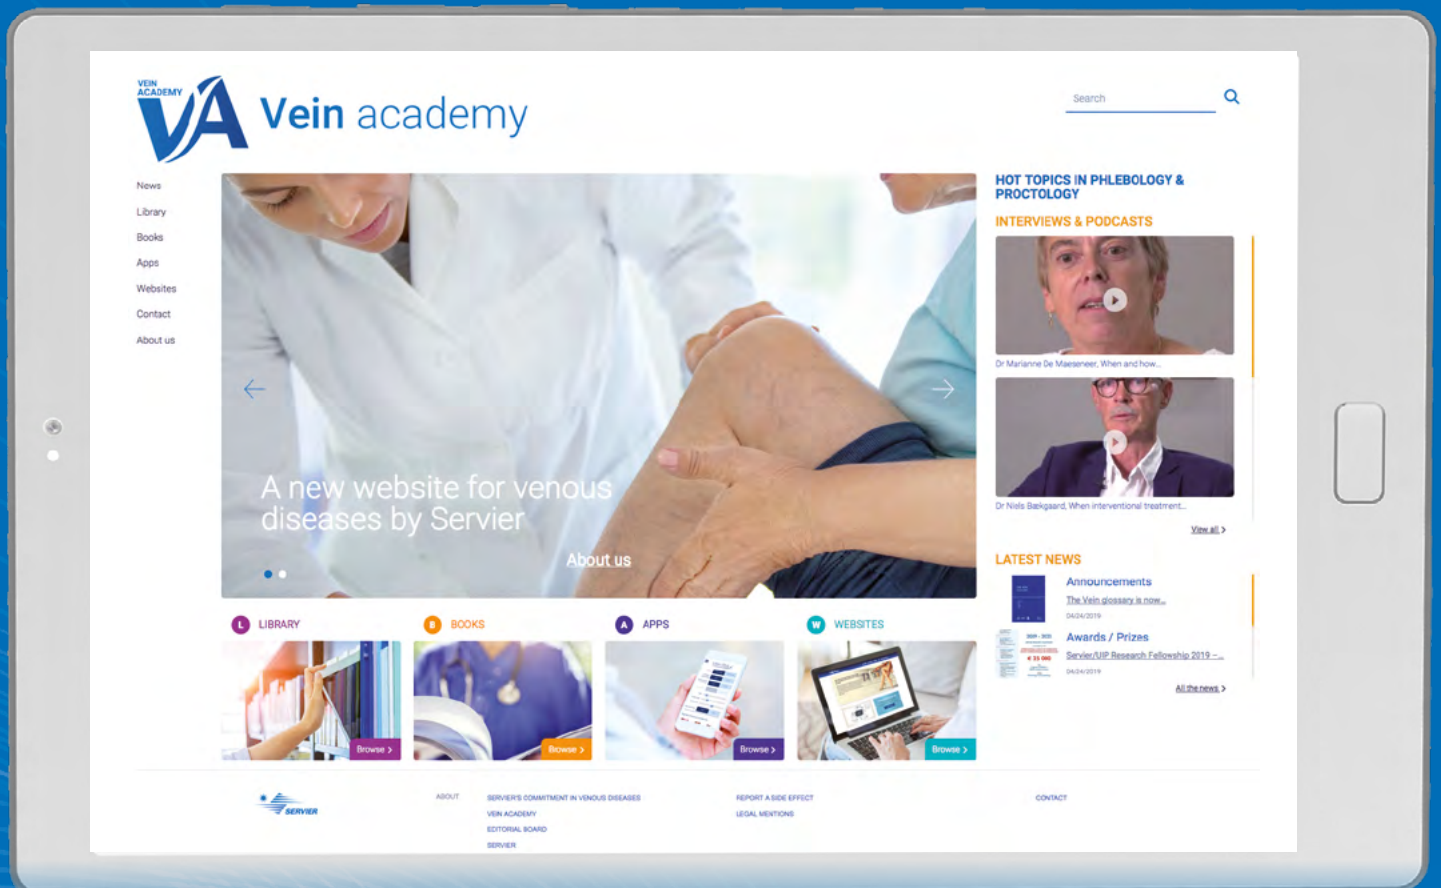 VEIN
ACADEMY
VA
Vein academy
Search
News
Library
Books
Apps
Websites
Contact
About us
A new website for venous
diseases by Servier
About us
HOT TOPICS IN PHLEBOLOGY &
PROCTOLOGY
INTERVIEWS & PODCASTS
Dr Marianne De Maeseneer, When and how...
Dr Niels Bækgaard, When interventional treatment...
View all >
LATEST NEWS
Announcements
The Vein glossary is now...
04/24/2019
2019 - 2021
€ 25 000
Awards / Prizes
Servier/UIP Research Fellowship 2019 –...
04/24/2019
All the news >
L LIBRARY
B BOOKS
A APPS
W WEBSITES
Browse >
Browse >
Browse >
Browse >
SERVIER
ABOUT
SERVIER'S COMMITMENT IN VENOUS DISEASES
VEIN ACADEMY
EDITORIAL BOARD
SERVIER
REPORT A SIDE EFFECT
LEGAL MENTIONS
CONTACT